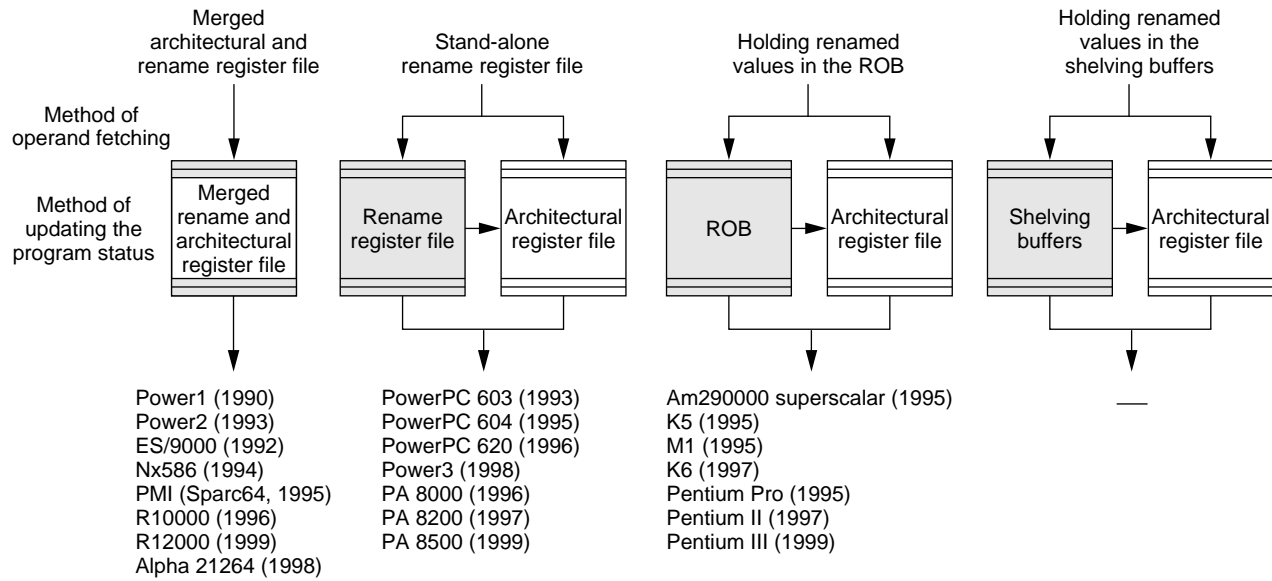 Merged
architectural and
rename register file
Stand-alone
rename register file
Holding renamed
values in the ROB
Holding renamed
values in the
shelving buffers
Method of
operand fetching
Method of
updating the
program status
Merged
rename and
architectural
register file
Rename
register file
Architectural
register file
ROB
Architectural
register file
Shelving
buffers
Architectural
register file
Power1 (1990)
Power2 (1993)
ES/9000 (1992)
Nx586 (1994)
PMI (Sparc64, 1995)
R10000 (1996)
R12000 (1999)
Alpha 21264 (1998)
PowerPC 603 (1993)
PowerPC 604 (1995)
PowerPC 620 (1996)
Power3 (1998)
PA 8000 (1996)
PA 8200 (1997)
PA 8500 (1999)
Am290000 superscalar (1995)
K5 (1995)
M1 (1995)
K6 (1997)
Pentium Pro (1995)
Pentium II (1997)
Pentium III (1999)
—